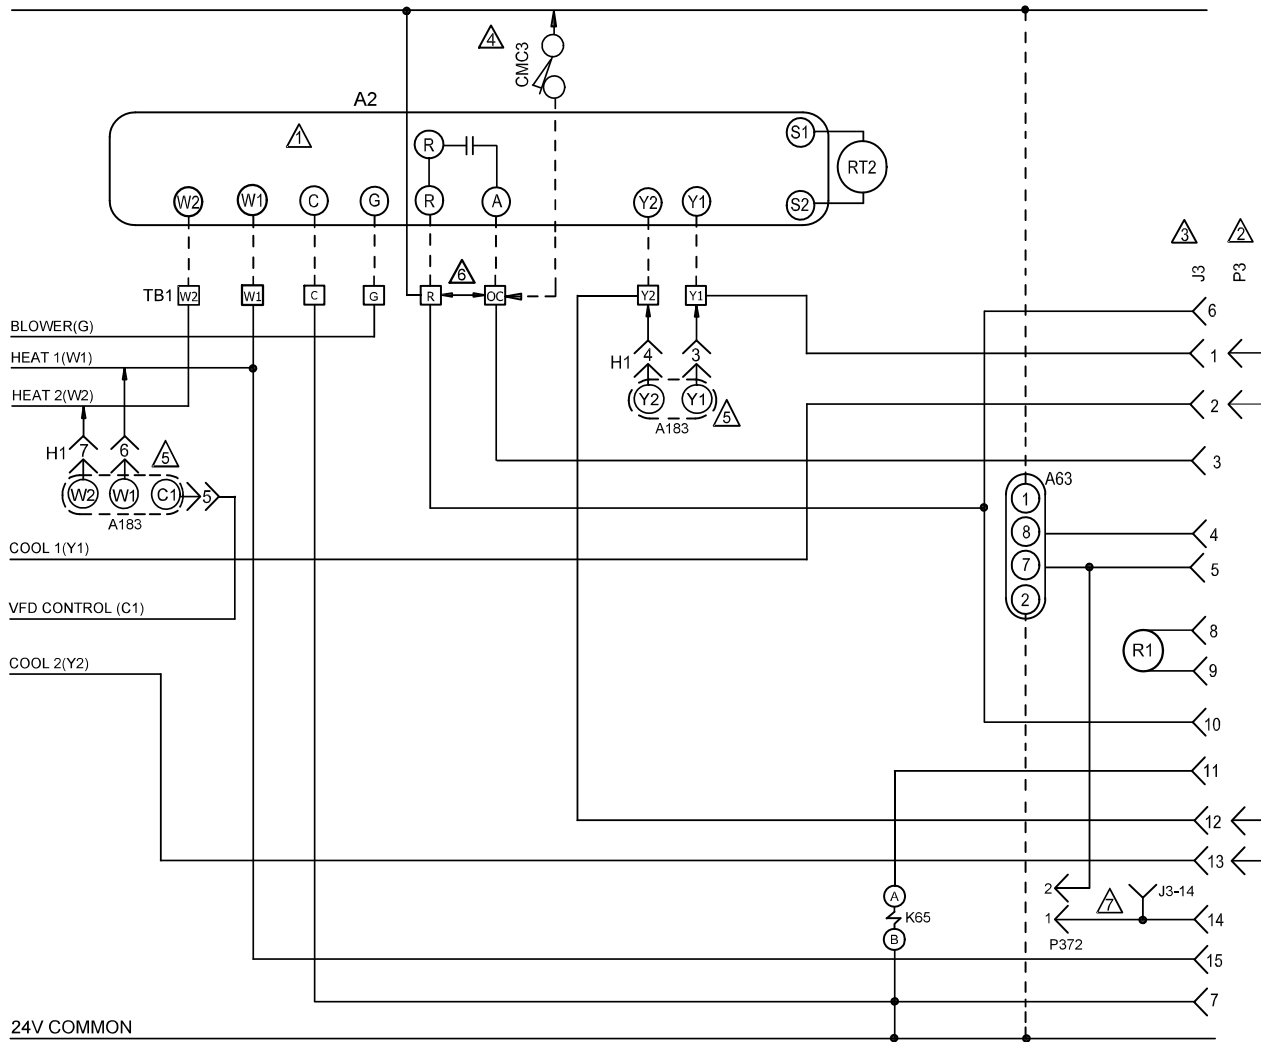 4
CMC3
A2
1
R
S1
RT2
W2
W1
C
G
R
A
Y2
Y1
S2
3
2
J3
P3
6
TB1
W2
W1
C
G
R
OC
Y2
Y1
6
BLOWER(G)
HEAT 1(W1)
H1
4
3
1
HEAT 2(W2)
Y2
Y1
5
2
A183
H1
7
6
5
3
W2
W1
C1
5
A183
A63
1
8
7
2
4
5
COOL 1(Y1)
VFD CONTROL (C1)
R1
8
9
COOL 2(Y2)
10
11
12
13
A
K65
B
2
7
J3-14
1
14
P372
15
7
24V COMMON